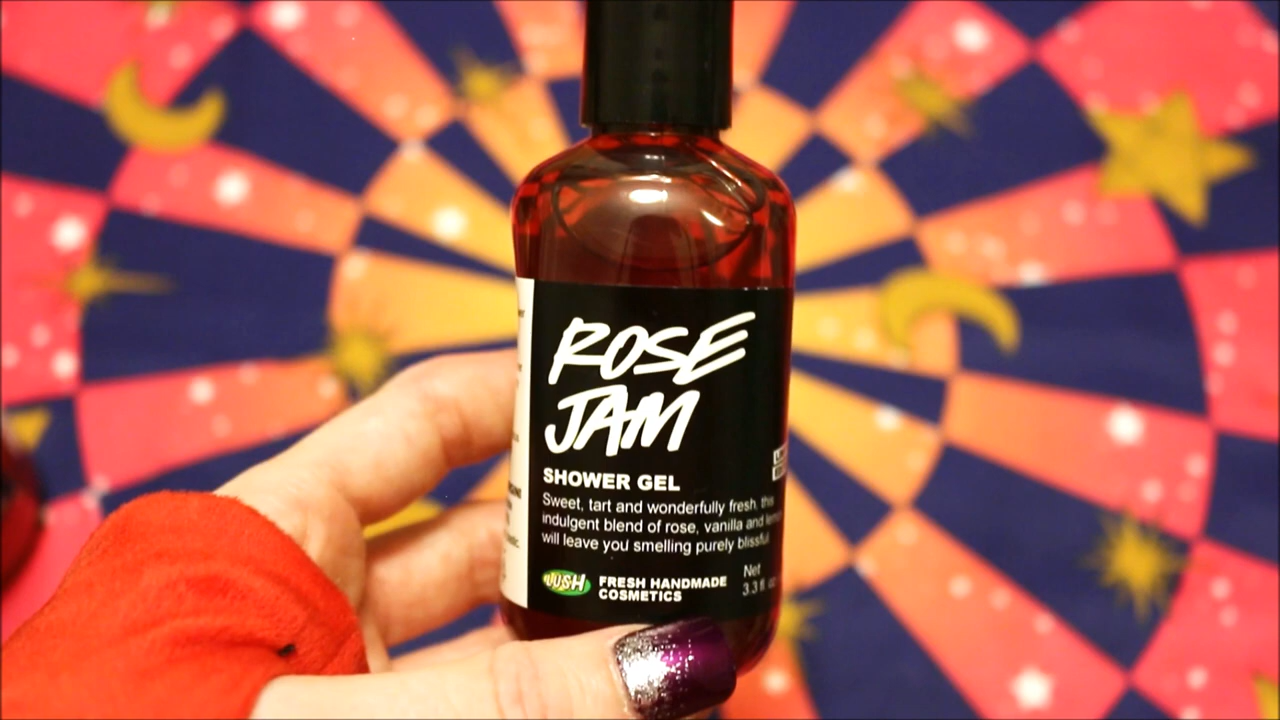 ROSE
JAM
SHOWER GEL
Sweet, tart and wonderfully fresh, this
indulgent blend of rose, vanilla and lemon
will leave you smelling purely blissful
LUSH
FRESH HANDMADE
COSMETICS
Net
3.3 fl